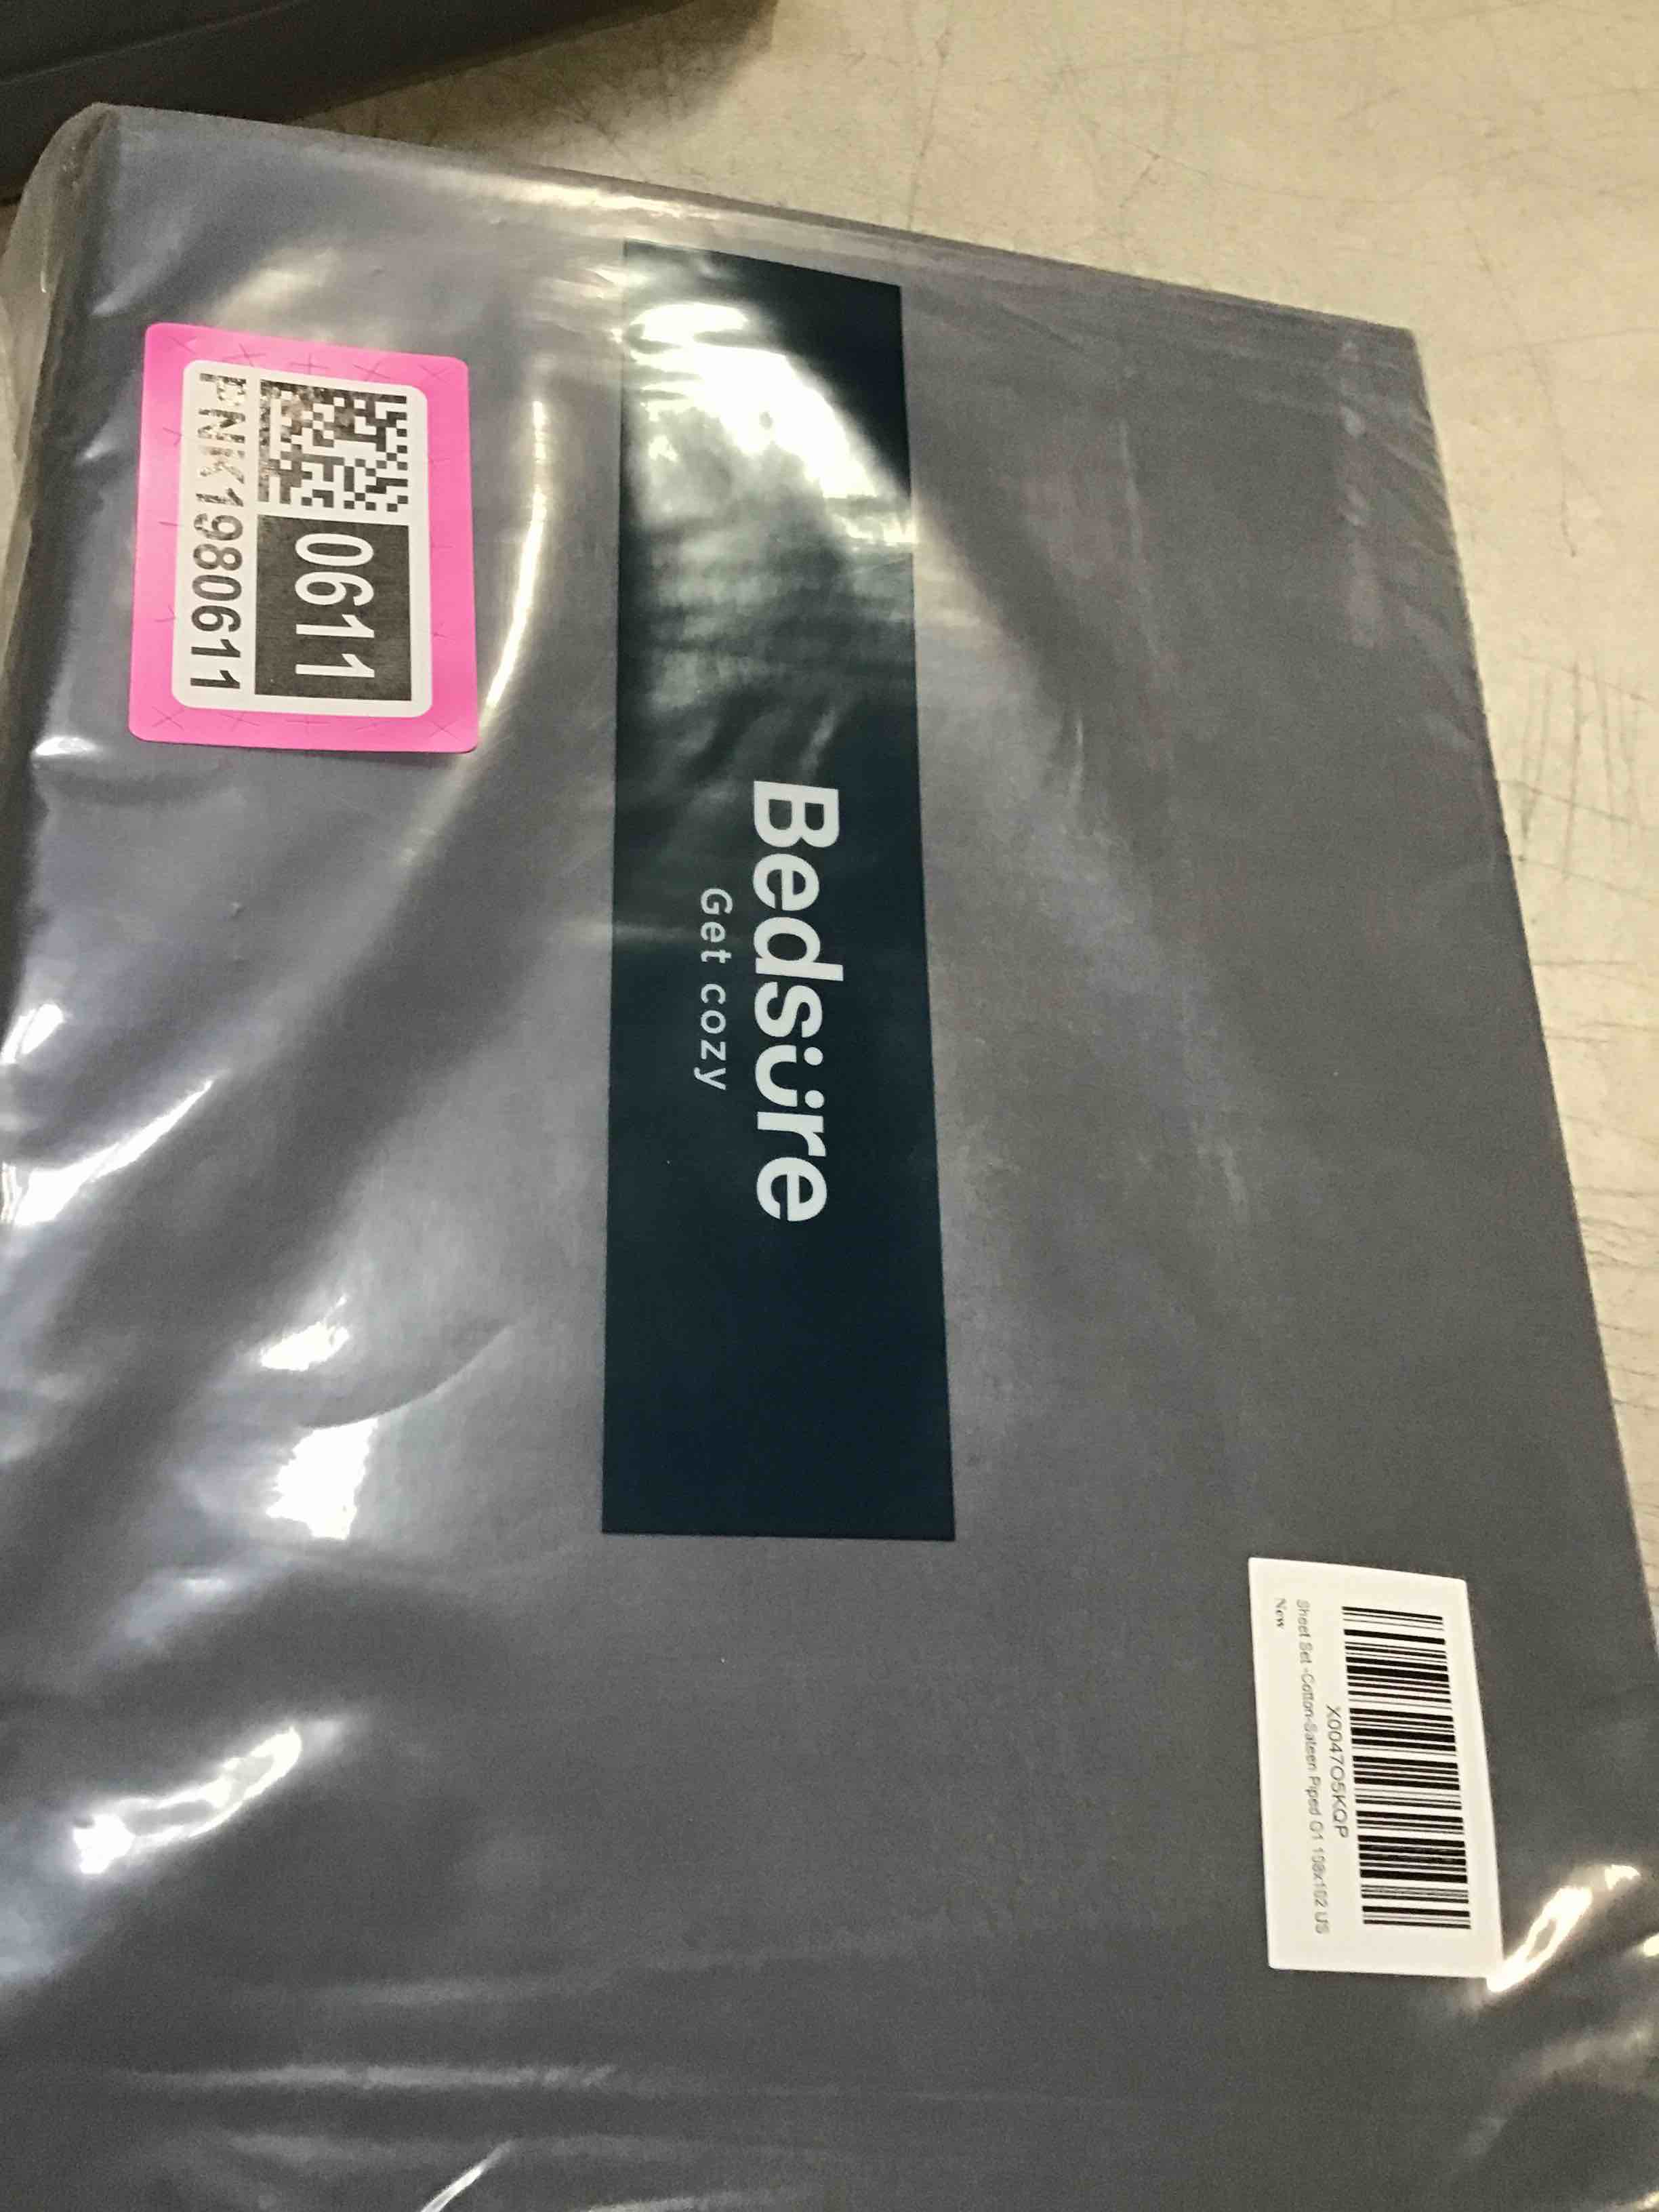 0611
PNK1980611
Bedsure
Get cozy
X0047O5KQP
Sheet Set -Cotton-Sateen Piped G1 108x102 US
New